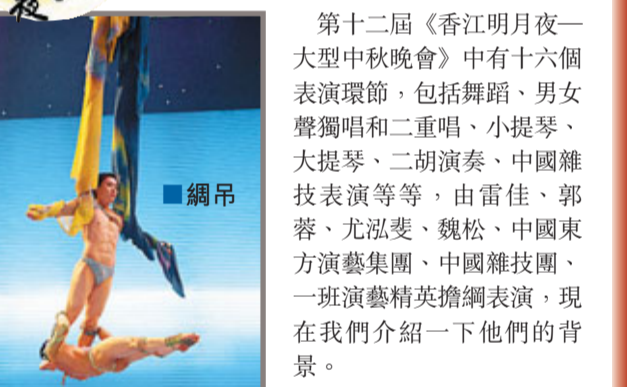 夜
■綢吊
第十二屆《香江明月夜—
大型中秋晚會》中有十六個
表演環節，包括舞蹈、男女
聲獨唱和二重唱、小提琴、
大提琴、二胡演奏、中國雜
技表演等等，由雷佳、郭
蓉、尤泓斐、魏松、中國東
方演藝集團、中國雜技團、
一班演藝精英擔綱表演，現
在我們介紹一下他們的背
景。